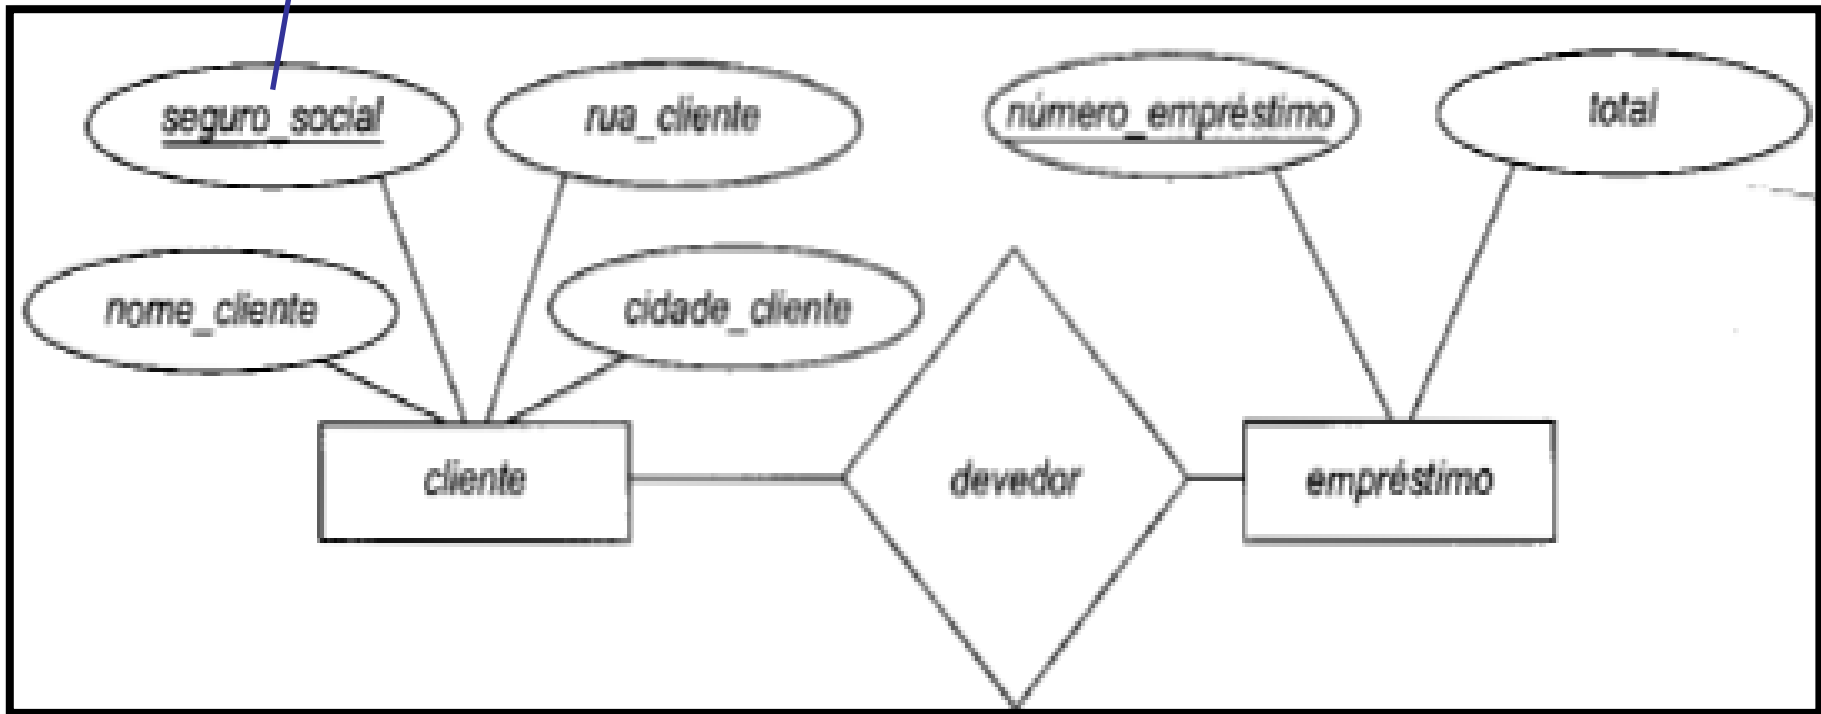 seguro_social
rua_cliente
número_empréstimo
total
nome_cliente
cidade_cliente
cliente
devedor
empréstimo